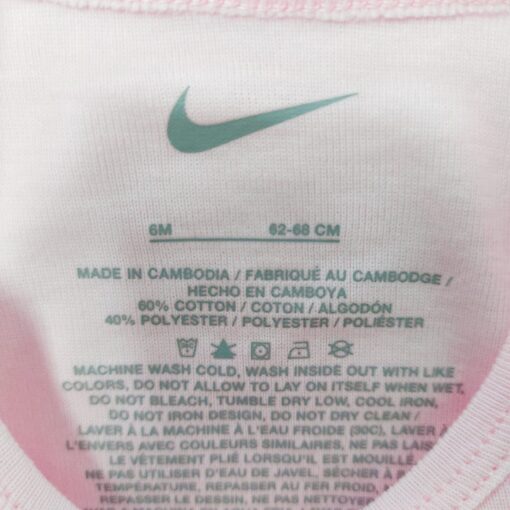 6M 62-68 CM
MADE IN CAMBODIA / FABRIQUÉ AU CAMBODGE /
HECHO EN CAMBOYA
60% COTTON / COTON / ALGODÓN
40% POLYESTER / POLYESTER / POLIÉSTER
MACHINE WASH COLD, WASH INSIDE OUT WITH LIKE
COLORS, DO NOT ALLOW TO LAY ON ITSELF WHEN WET,
DO NOT BLEACH, TUMBLE DRY LOW, COOL IRON,
DO NOT IRON DESIGN, DO NOT DRY CLEAN /
LAVER À LA MACHINE À L'EAU FROIDE (30C), LAVER À
L'ENVERS AVEC COULEURS SIMILAIRES, NE PAS LAIS
LE VÊTEMENT PLIÉ LORSQU'IL EST MOUILLÉ,
NE PAS UTILISER D'EAU DE JAVEL, SÉCHER À
TEMPÉRATURE, REPASSER AU FER FROID,
REPASSER LE DESSIN, NE PAS NETTOYER